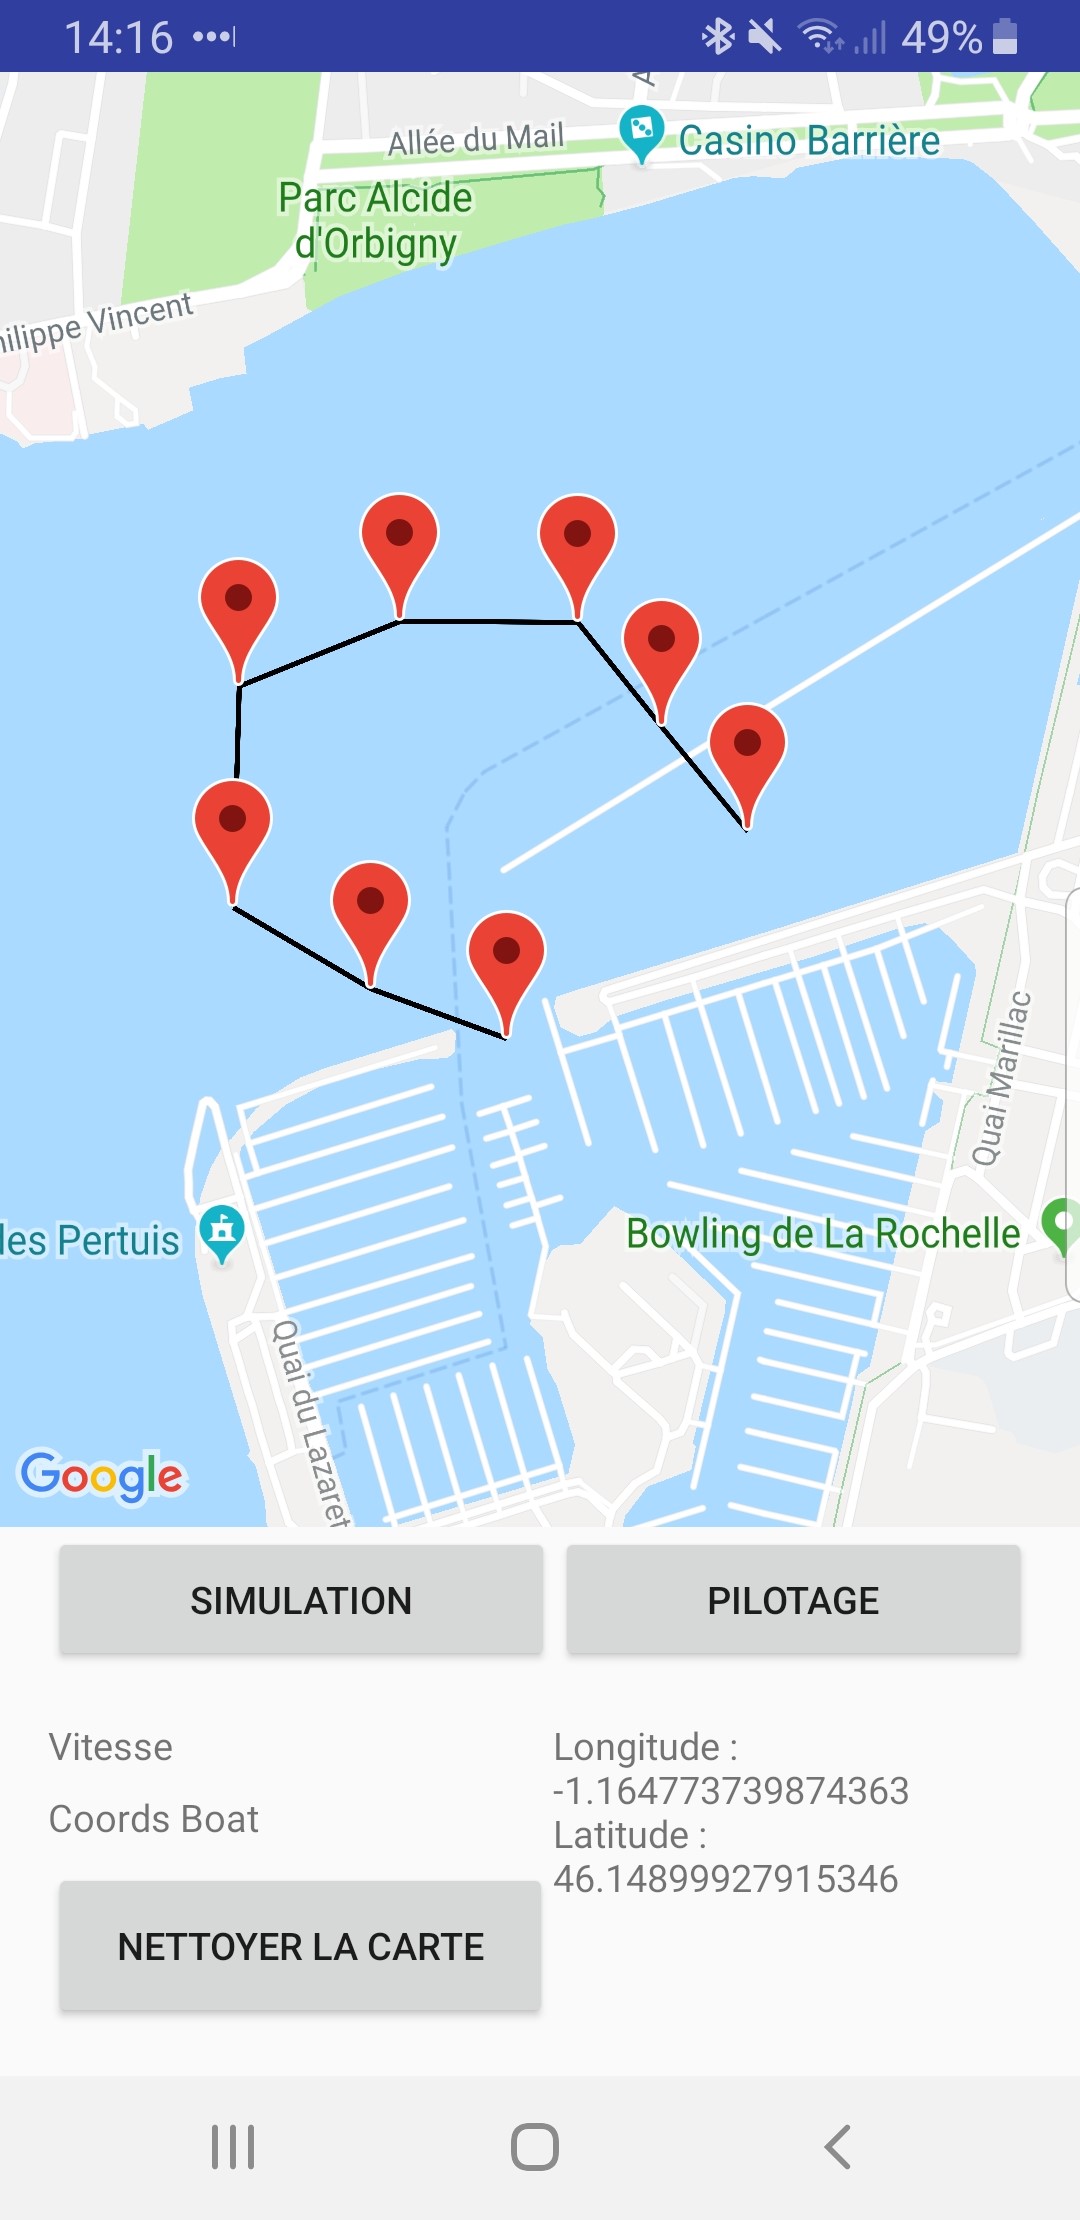 14:16
49%
A
Allée du Mail
Casino Barrière
Parc Alcide
d'Orbigny
hilippe Vincent
Quai Marillac
les Pertuis
Bowling de La Rochelle
Quai du Lazaret
Google
SIMULATION
PILOTAGE
Vitesse
Longitude :
-1.164773739874363
Coords Boat
Latitude :
46.14899927915346
NETTOYER LA CARTE